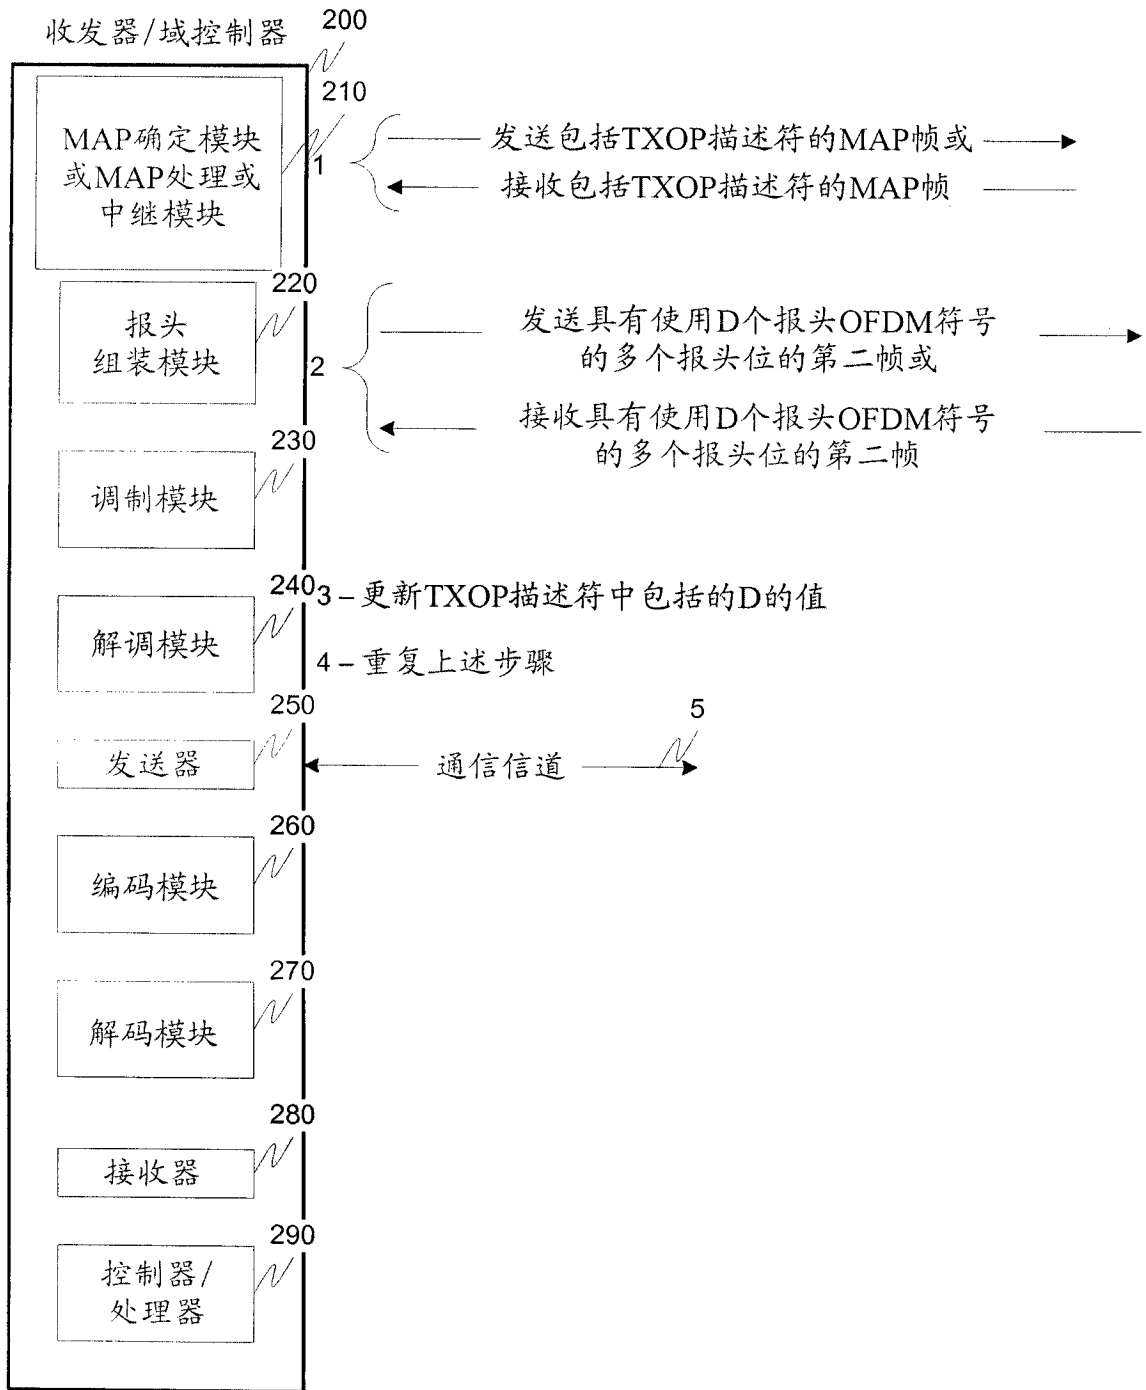 收发器/域控制器
200
210
MAP确定模块
或MAP处理或
中继模块
1
发送包括TXOP描述符的MAP帧或
接收包括TXOP描述符的MAP帧
220
报头
组装模块
2
发送具有使用D个报头OFDM符号
的多个报头位的第二帧或
接收具有使用D个报头OFDM符号
的多个报头位的第二帧
230
调制模块
240
3 – 更新TXOP描述符中包括的D的值
解调模块
4 – 重复上述步骤
250
5
发送器
通信信道
260
编码模块
270
解码模块
280
接收器
290
控制器/
处理器